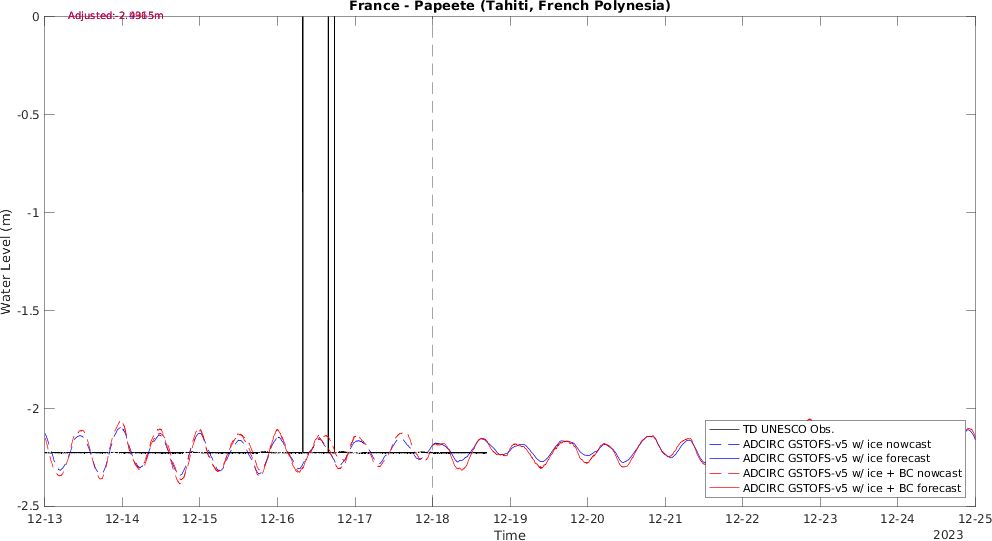 France - Papeete (Tahiti, French Polynesia)
Adjusted:
0
-0.5
-1
-1.5
-2
-2.5
Water Level (m)
TD UNESCO Obs.
ADCIRC GSTOFS-v5 w/ ice nowcast
ADCIRC GSTOFS-v5 w/ ice forecast
ADCIRC GSTOFS-v5 w/ ice + BC nowcast
ADCIRC GSTOFS-v5 w/ ice + BC forecast
12-13 12-14 12-15 12-16 12-17 12-18 12-19 12-20 12-21 12-22 12-23 12-24 12-25
Time
2023